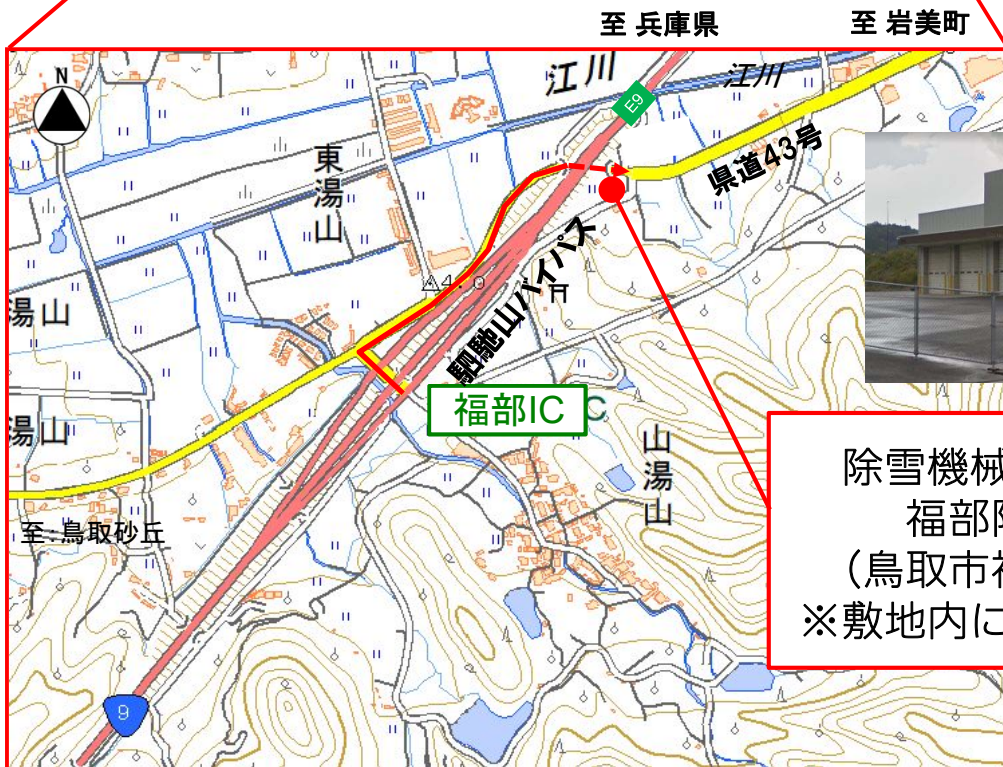 至 兵庫県
至 岩美町
N
江川
江川
E9
県道43号
東湯山
4.0
湯山
駟馳山バイパス
福部IC
C
湯山
山湯山
至:鳥取砂丘
9
除雪機械
福部
(鳥取市福
※敷地内に